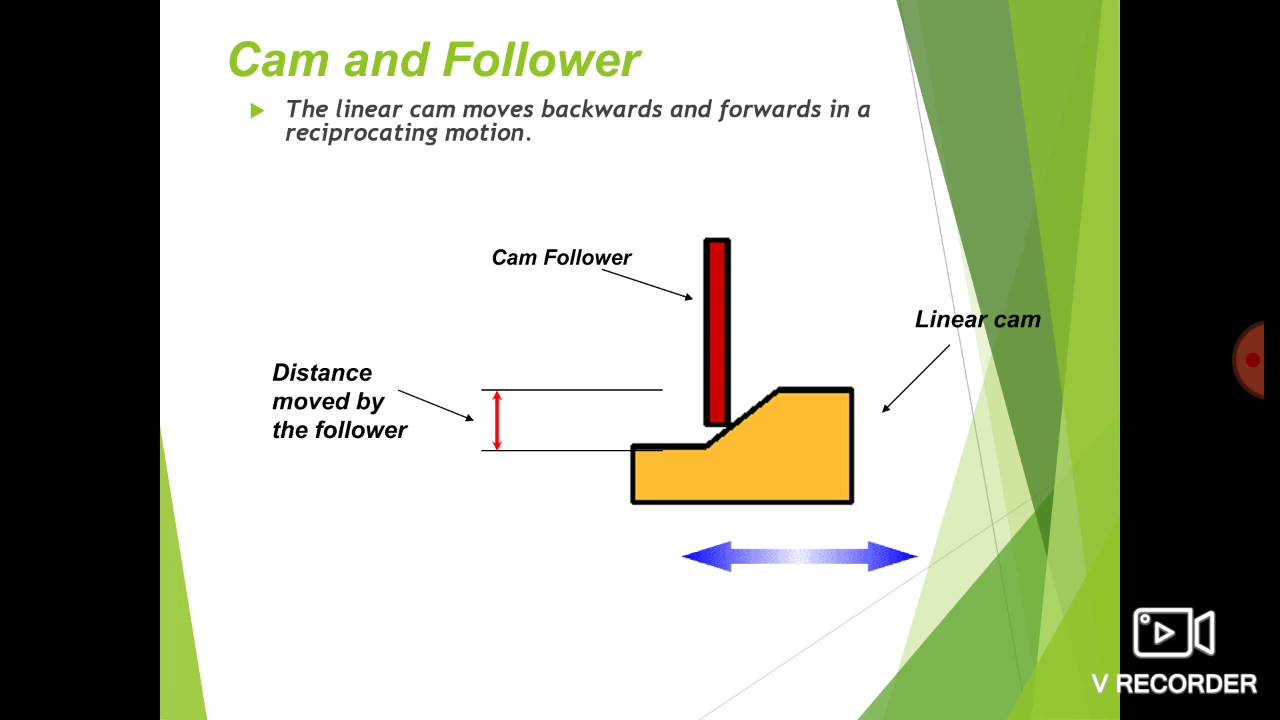 Cam and Follower
The linear cam moves backwards and forwards in a
reciprocating motion.
Cam Follower
Linear cam
Distance
moved by
the follower
V RECORDER